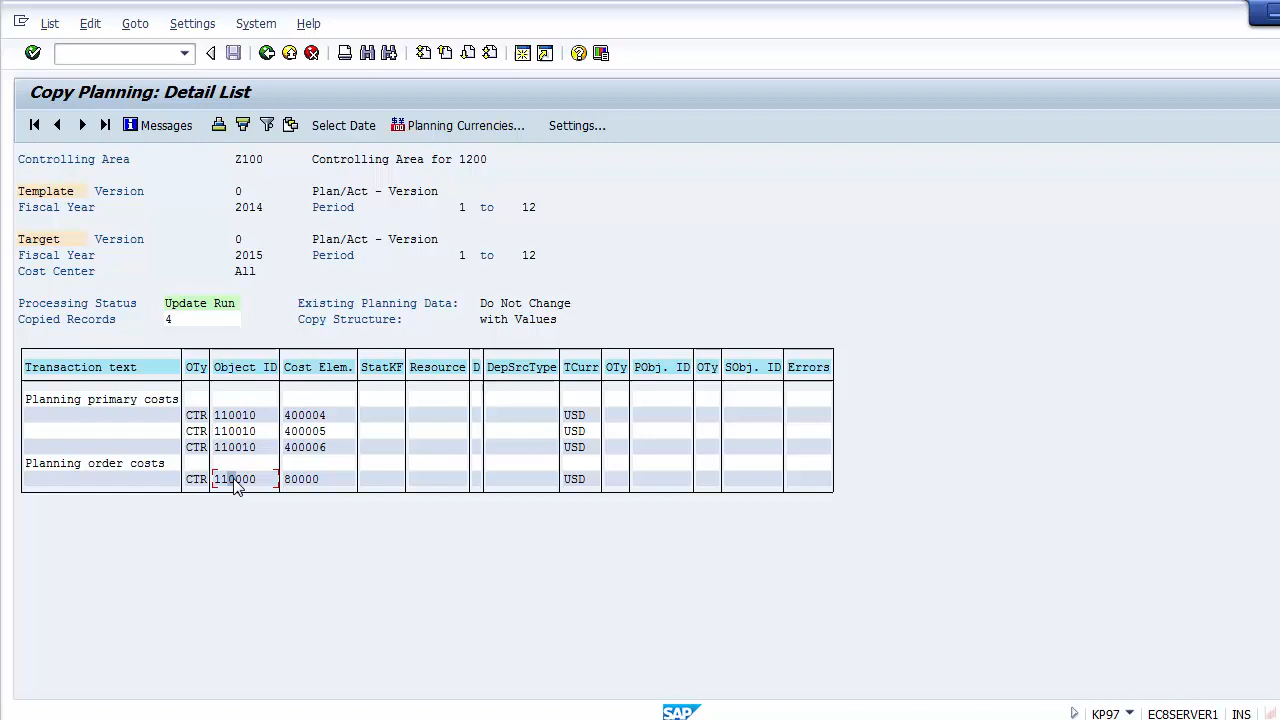 List Edit Goto Settings System Help
Copy Planning: Detail List
Messages Select Date Planning Currencies... Settings...
Controlling Area Z100 Controlling Area for 1200
Template Version 0 Plan/Act - Version
Fiscal Year 2014 Period 1 to 12
Target Version 0 Plan/Act - Version
Fiscal Year 2015 Period 1 to 12
Cost Center All
Processing Status Update Run Existing Planning Data: Do Not Change
Copied Records 4 Copy Structure: with Values
Transaction text OTy Object ID Cost Elem. StatKF Resource D DepSrcType TCurr OTy PObj. ID OTy SObj. ID Errors
Planning primary costs
CTR 110010 400004 USD
CTR 110010 400005 USD
CTR 110010 400006 USD
Planning order costs
CTR 110000 80000 USD
SAP KP97 EC8SERVER1 INS